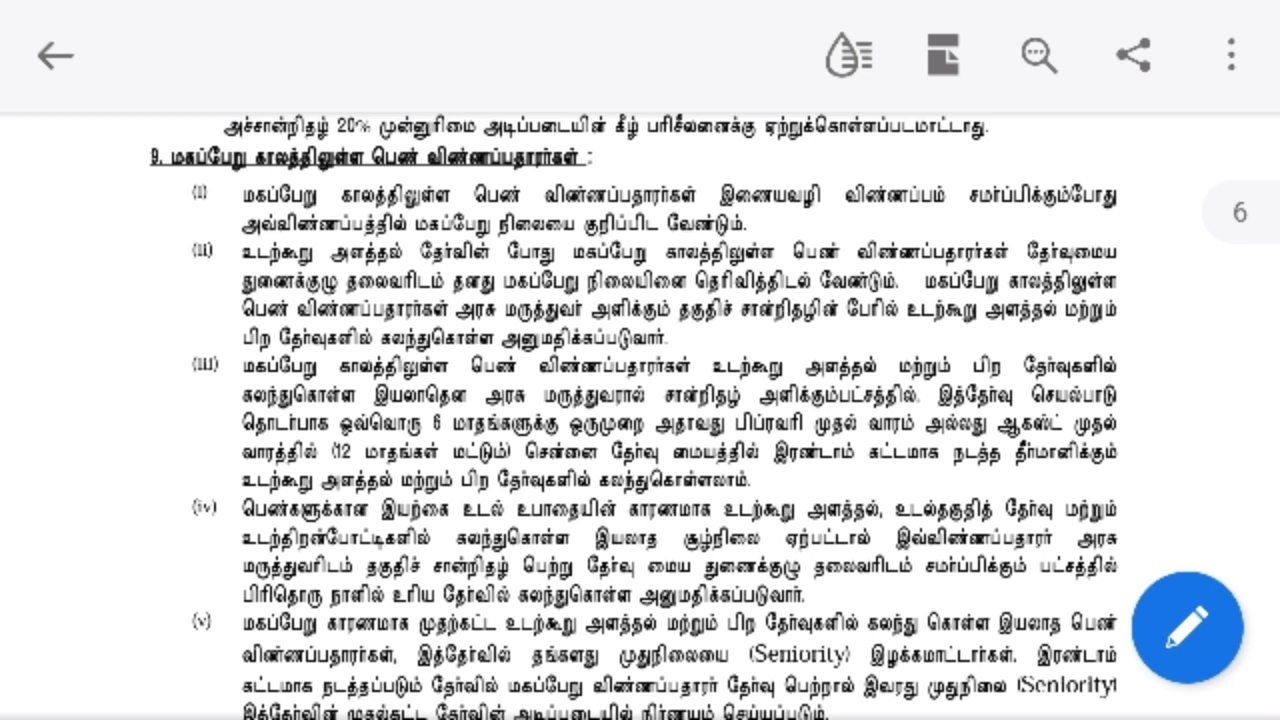 அச்சான்றிதழ் 20% முன்னுரிமை அடிப்படையின் கீழ் பரிசீலனைக்கு ஏற்றுக்கொள்ளப்படமாட்டாது.
9. மகப்பேறு காலத்திலுள்ள பெண் விண்ணப்பதாரர்கள் :
(i) மகப்பேறு காலத்திலுள்ள பெண் விண்ணப்பதாரர்கள் இணையவழி விண்ணப்பம் சமர்ப்பிக்கும்போது
அவ்விண்ணப்பத்தில் மகப்பேறு நிலையை குறிப்பிட வேண்டும்.
6
(ii) உடற்கூறு அளத்தல் தேர்வின் போது மகப்பேறு காலத்திலுள்ள பெண் விண்ணப்பதாரர்கள் தேர்வுமைய
துணைக்குழு தலைவரிடம் தனது மகப்பேறு நிலையினை தெரிவித்திடல் வேண்டும். மகப்பேறு காலத்திலுள்ள
பெண் விண்ணப்பதாரர்கள் அரசு மருத்துவர் அளிக்கும் தகுதிச் சான்றிதழின் பேரில் உடற்கூறு அளத்தல் மற்றும்
பிற தேர்வுகளில் கலந்துகொள்ள அனுமதிக்கப்படுவார்.
(iii) மகப்பேறு காலத்திலுள்ள பெண் விண்ணப்பதாரர்கள் உடற்கூறு அளத்தல் மற்றும் பிற தேர்வுகளில்
கலந்துகொள்ள இயலாதென அரசு மருத்துவரால் சான்றிதழ் அளிக்கும்பட்சத்தில், இத்தேர்வு செயல்பாடு
தொடர்பாக ஒவ்வொரு 6 மாதங்களுக்கு ஒருமுறை அதாவது பிப்ரவரி முதல் வாரம் அல்லது ஆகஸ்ட் முதல்
வாரத்தில் (12 மாதங்கள் மட்டும்) சென்னை தேர்வு மையத்தில் இரண்டாம் கட்டமாக நடத்த தீர்மானிக்கும்
உடற்கூறு அளத்தல் மற்றும் பிற தேர்வுகளில் கலந்துகொள்ளலாம்.
(iv) பெண்களுக்கான இயற்கை உடல் உபாதையின் காரணமாக உடற்கூறு அளத்தல், உடல்தகுதித் தேர்வு மற்றும்
உடற்திறன்போட்டிகளில் கலந்துகொள்ள இயலாத சூழ்நிலை ஏற்பட்டால் இவ்விண்ணப்பதாரர் அரசு
மருத்துவரிடம் தகுதிச் சான்றிதழ் பெற்று தேர்வு மைய துணைக்குழு தலைவரிடம் சமர்ப்பிக்கும் பட்சத்தில்
பிரிதொரு நாளில் உரிய தேர்வில் கலந்துகொள்ள அனுமதிக்கப்படுவார்.
(v) மகப்பேறு காரணமாக முதற்கட்ட உடற்கூறு அளத்தல் மற்றும் பிற தேர்வுகளில் கலந்து கொள்ள இயலாத பெண்
விண்ணப்பதாரர்கள், இத்தேர்வில் தங்களது முதுநிலையை (Seniority) இழக்கமாட்டார்கள். இரண்டாம்
கட்டமாக நடத்தப்படும் தேர்வில் மகப்பேறு விண்ணப்பதாரர் தேர்வு பெற்றால் இவரது முதுநிலை (Seniority)
இத்தேர்வின் முதல்கட்ட தேர்வின் அடிப்படையில் நிர்ணயம் செய்யப்படும்.